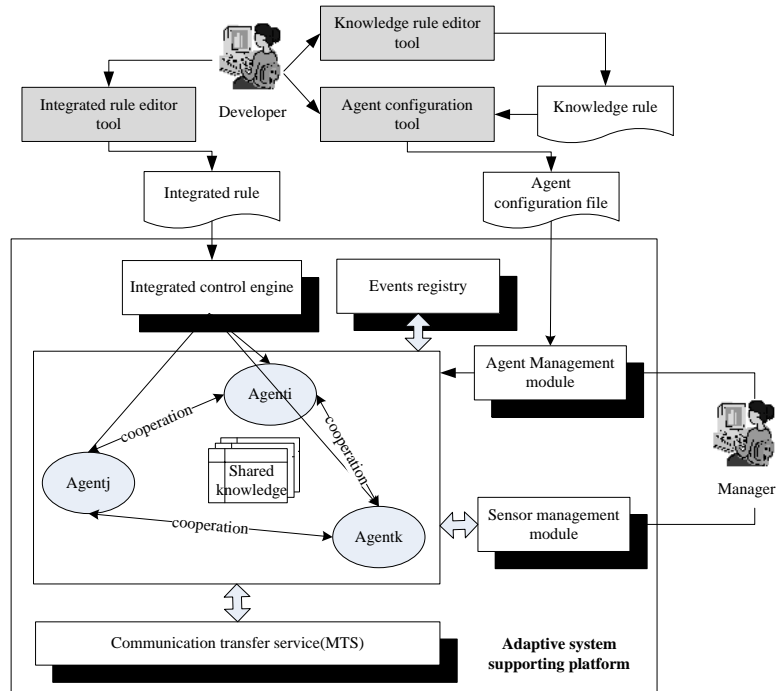 Knowledge rule editor
tool
Developer
Integrated rule editor
tool
Agent configuration
tool
Knowledge rule
Integrated rule
Agent
configuration file
Integrated control engine
Events registry
Agent Management
module
Agenti
cooperation
cooperation
Shared
knowledge
Agentj
cooperation
Agentk
Manager
Sensor management
module
Communication transfer service(MTS)
Adaptive system
supporting platform